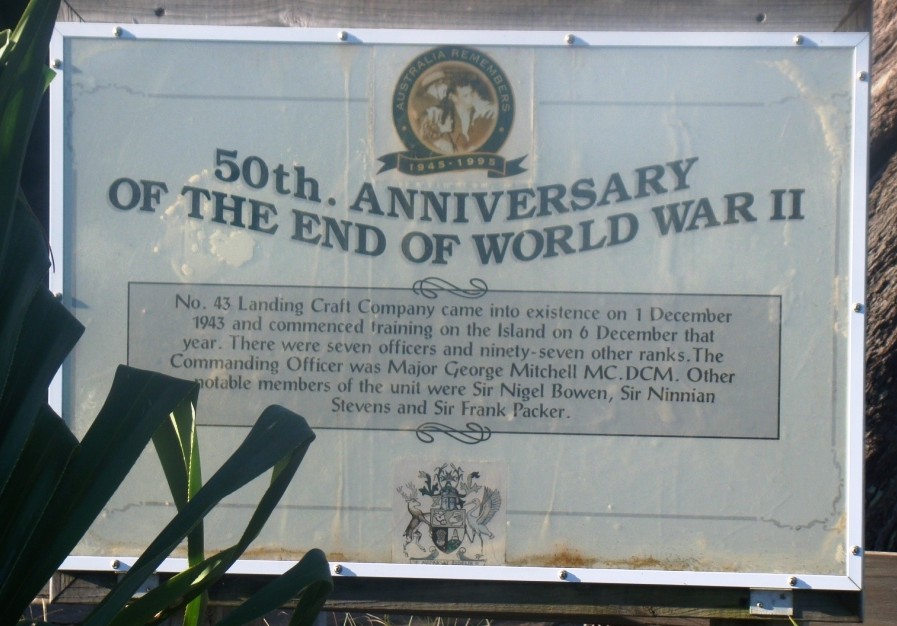 AUSTRALIA REMEMBERS
1945-1995
50th. ANNIVERSARY
OF THE END OF WORLD WAR II
No. 43 Landing Craft Company came into existence on 1 December
1943 and commenced training on the Island on 6 December that
year. There were seven officers and ninety-seven other ranks. The
Commanding Officer was Major George Mitchell MC.DCM. Other
notable members of the unit were Sir Nigel Bowen, Sir Ninnian
Stevens and Sir Frank Packer.